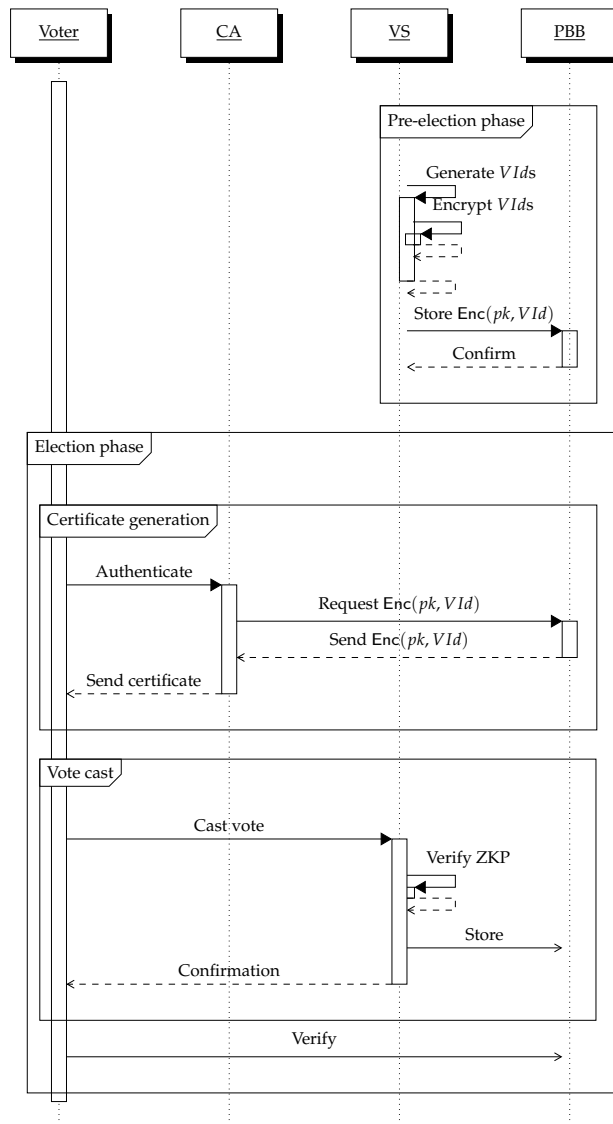 Voter
CA
VS
PBB
Pre-election phase
Generate VIds
Encrypt VIds
Store Enc(pk, VId)
Confirm
Election phase
Certificate generation
Authenticate
Request Enc(pk, VId)
Send Enc(pk, VId)
Send certificate
Vote cast
Cast vote
Verify ZKP
Store
Confirmation
Verify